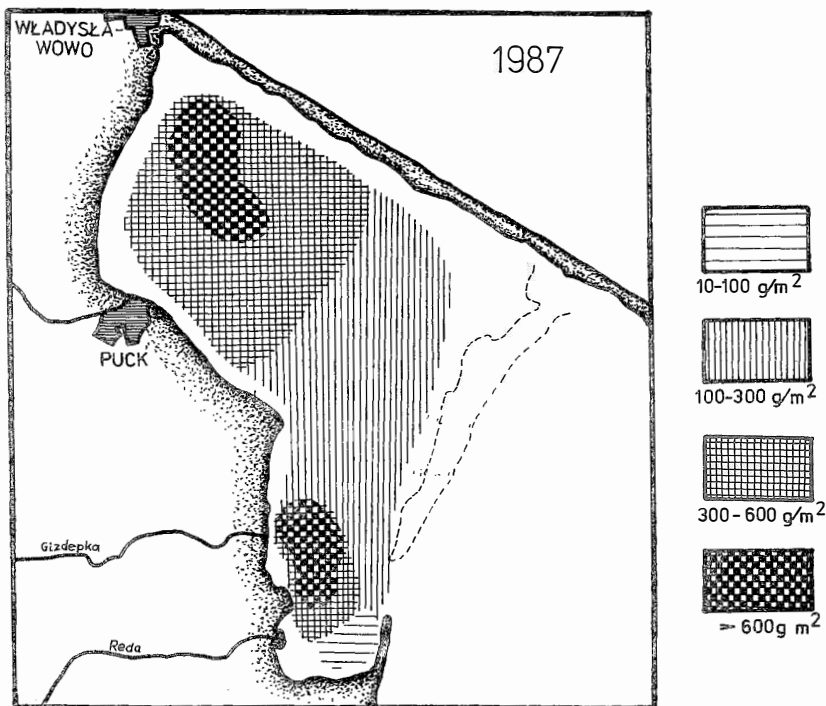 WŁADYSŁA-
WOWO
1987
PUCK
Gizdepka
Reda
10-100 g/m²
100-300 g/m²
300-600 g/m²
> 600g m²